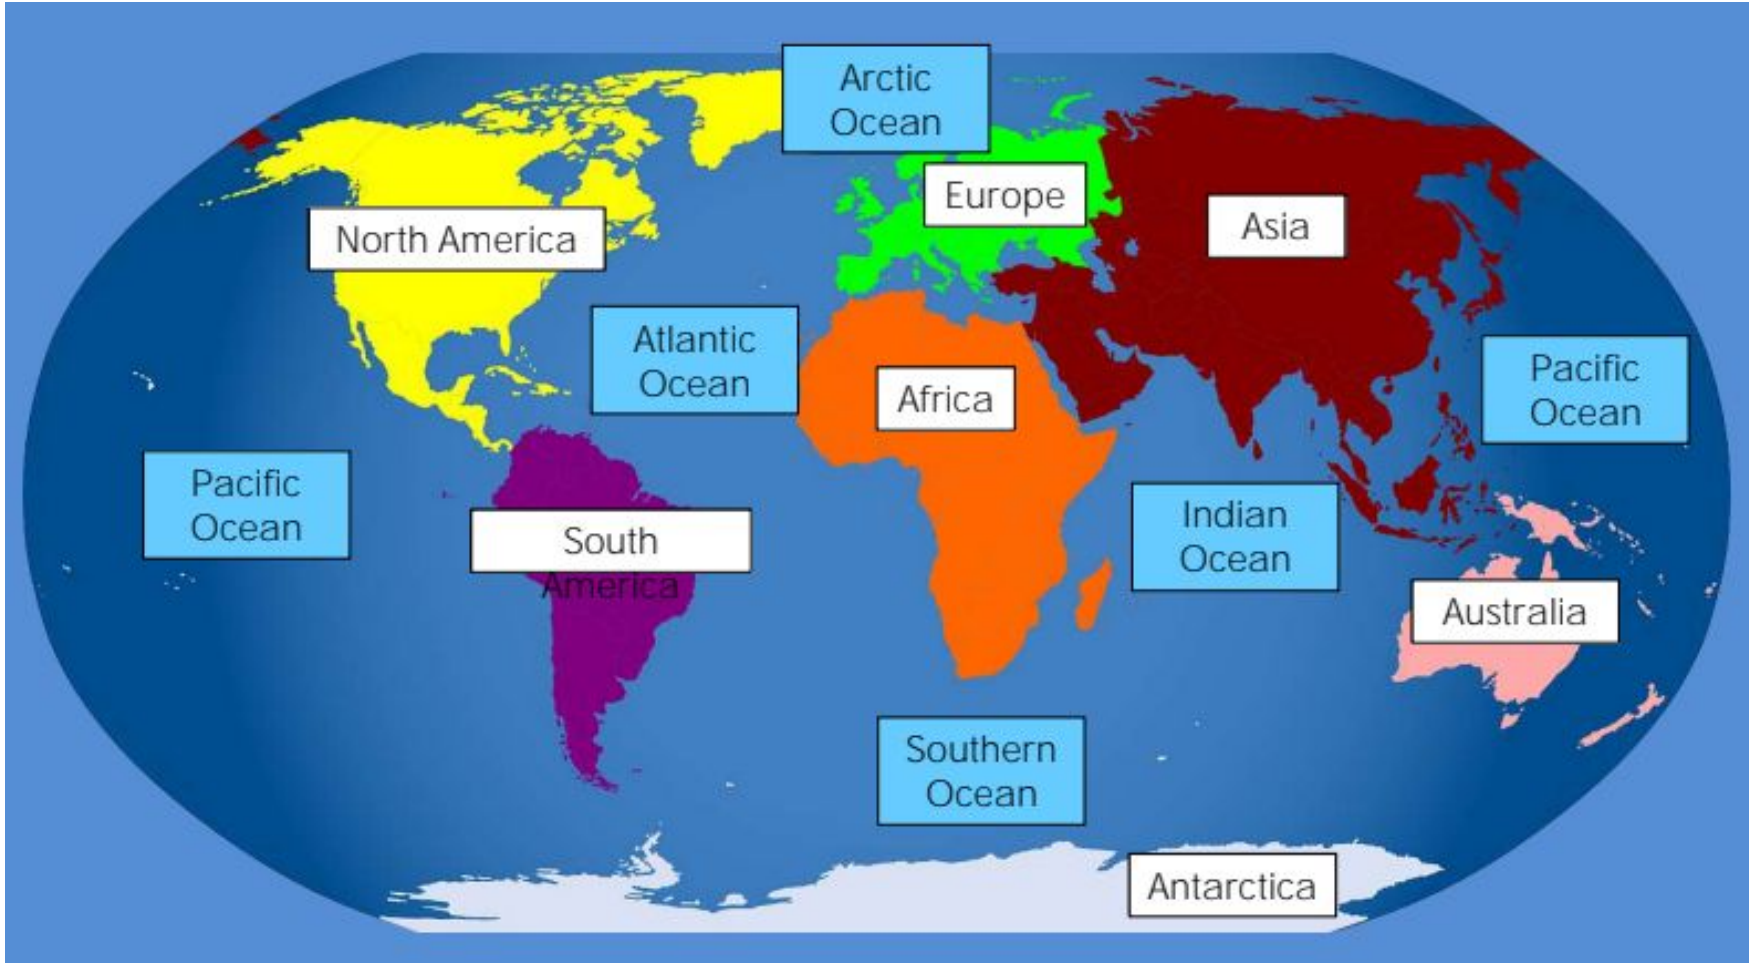 Arctic
Ocean
Europe
Asia
North America
Atlantic
Ocean
Africa
Pacific
Ocean
Pacific
Ocean
Indian
Ocean
South
America
Australia
Southern
Ocean
Antarctica